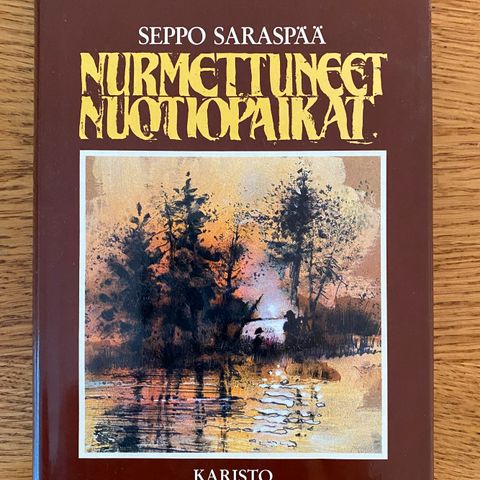 SEPPO SARASPÄÄ
NURMETTUNEET
NUOTIOPAIKAT
KARISTO